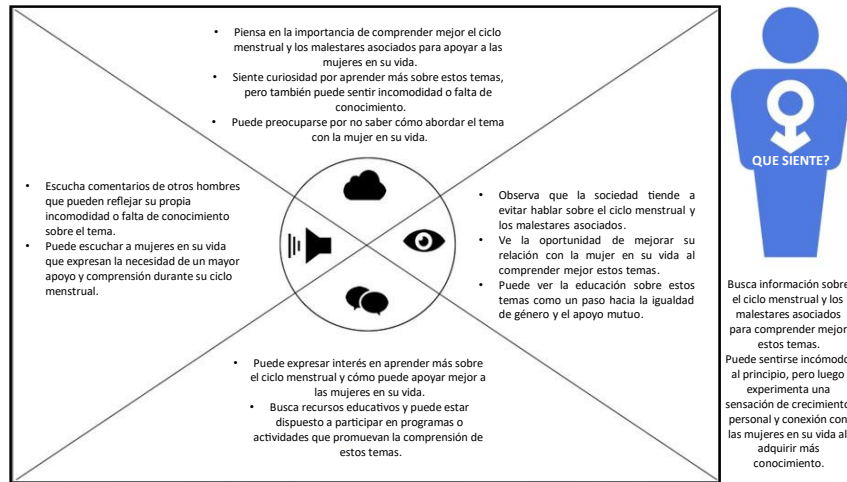 • Piensa en la importancia de comprender mejor el ciclo
menstrual y los malestares asociados para apoyar a las
mujeres en su vida.
• Siente curiosidad por aprender más sobre estos temas,
pero también puede sentir incomodidad o falta de
conocimiento.
• Puede preocuparse por no saber cómo abordar el tema
con la mujer en su vida.
• Escucha comentarios de otros hombres
que pueden reflejar su propia
incomodidad o falta de conocimiento
sobre el tema.
• Puede escuchar a mujeres en su vida
que expresan la necesidad de un mayor
apoyo y comprensión durante su ciclo
menstrual.
• Observa que la sociedad tiende a
evitar hablar sobre el ciclo menstrual y
los malestares asociados.
• Ve la oportunidad de mejorar su
relación con la mujer en su vida al
comprender mejor estos temas.
• Puede ver la educación sobre estos
temas como un paso hacia la igualdad
de género y el apoyo mutuo.
• Puede expresar interés en aprender más sobre
el ciclo menstrual y cómo puede apoyar mejor a
las mujeres en su vida.
• Busca recursos educativos y puede estar
dispuesto a participar en programas o
actividades que promuevan la comprensión de
estos temas.
QUE SIENTE?
Busca información sobre
el ciclo menstrual y los
malestares asociados
para comprender mejor
estos temas.
Puede sentirse incómodo
al principio, pero luego
experimenta una
sensación de crecimiento
personal y conexión con
las mujeres en su vida al
adquirir más
conocimiento.